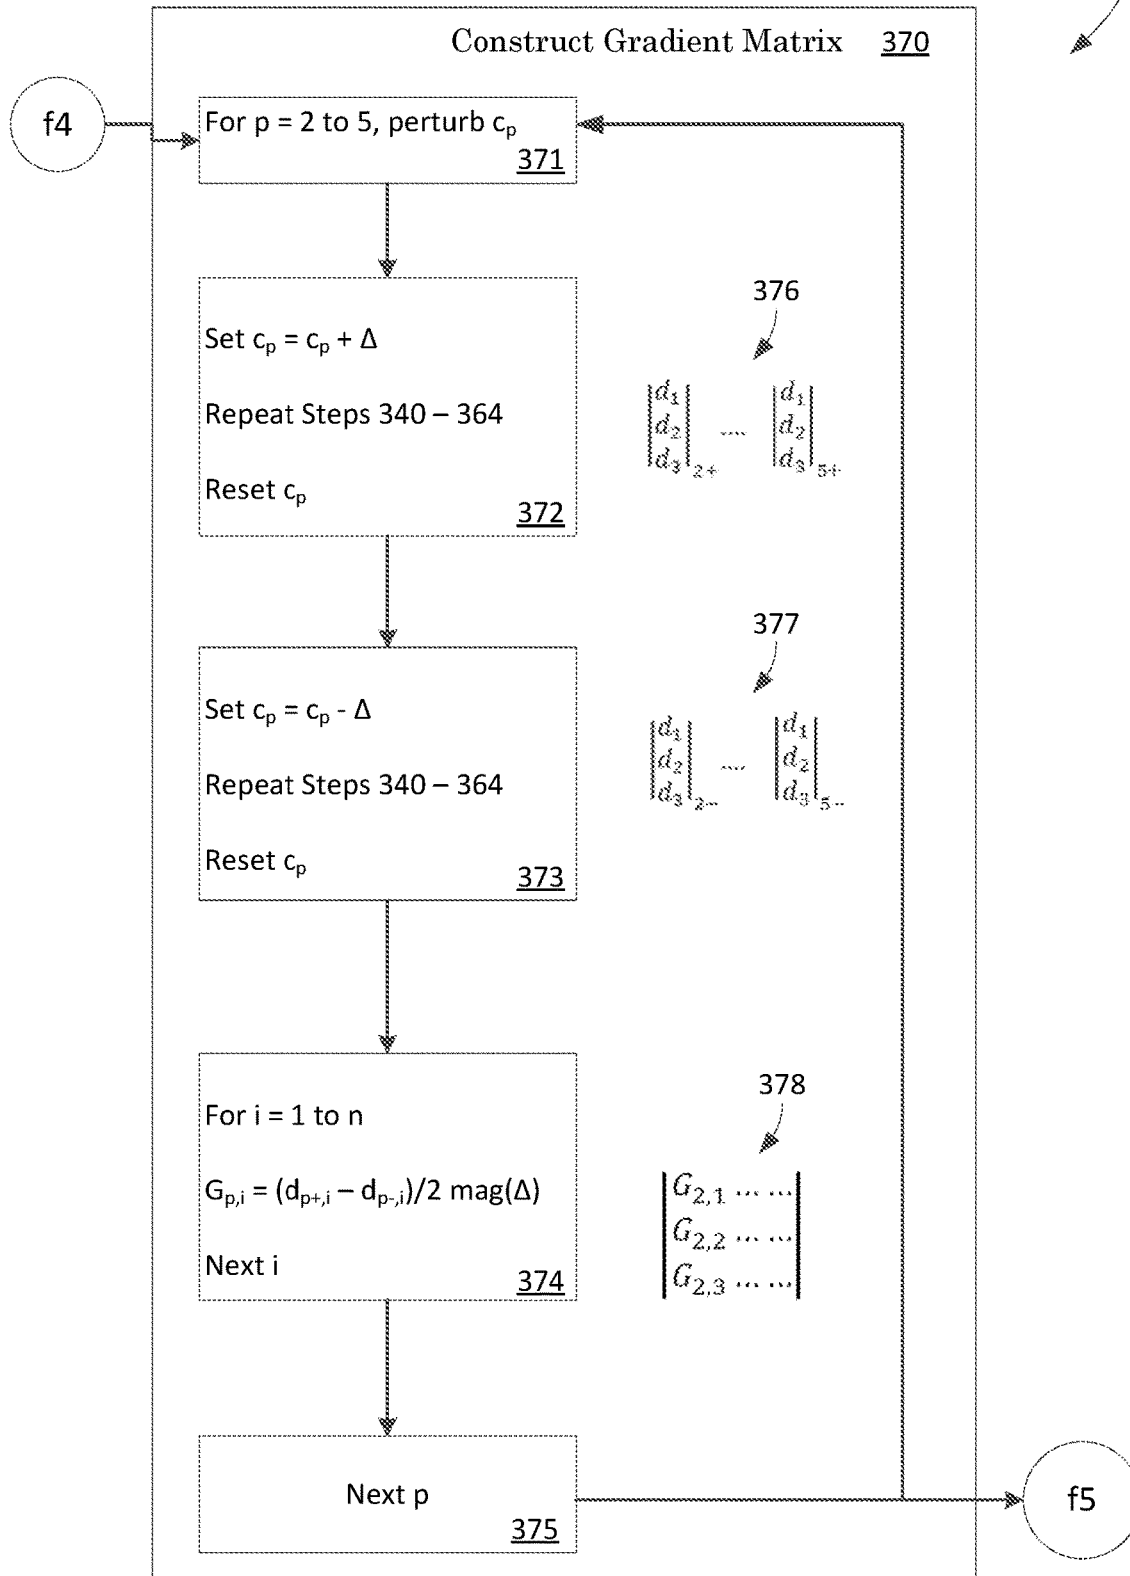 Construct Gradient Matrix 370
f4
For p = 2 to 5, perturb cₚ
371
376
Set cₚ = cₚ + Δ
Repeat Steps 340 – 364
Reset cₚ
372
d₁ d₁
d₂ .... d₂
d₃ 2+ d₃ 5+
377
Set cₚ = cₚ - Δ
Repeat Steps 340 – 364
Reset cₚ
373
d₁ d₁
d₂ .... d₂
d₃ 2- d₃ 5-
378
For i = 1 to n
Gₚ,ᵢ = (dₚ₊,ᵢ – dₚ₋,ᵢ)/2 mag(Δ)
Next i
374
G₂,₁ ... ...
G₂,₂ ... ...
G₂,₃ ... ...
Next p
375
f5